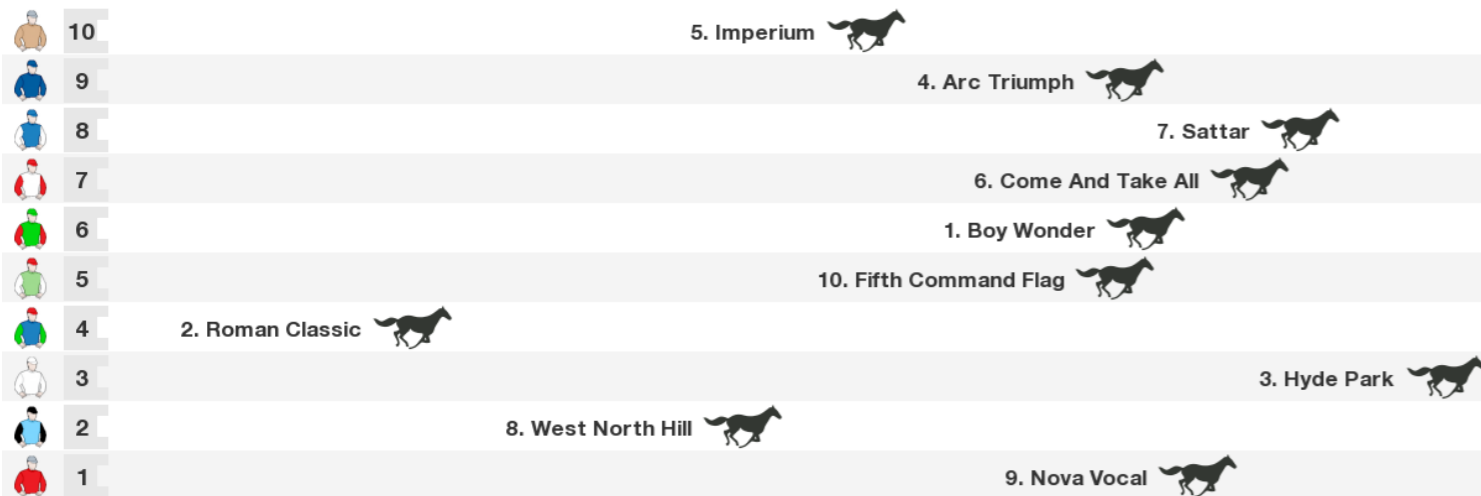 10 5. Imperium
9 4. Arc Triumph
8 7. Sattar
7 6. Come And Take All
6 1. Boy Wonder
5 10. Fifth Command Flag
4 2. Roman Classic
3 3. Hyde Park
2 8. West North Hill
1 9. Nova Vocal